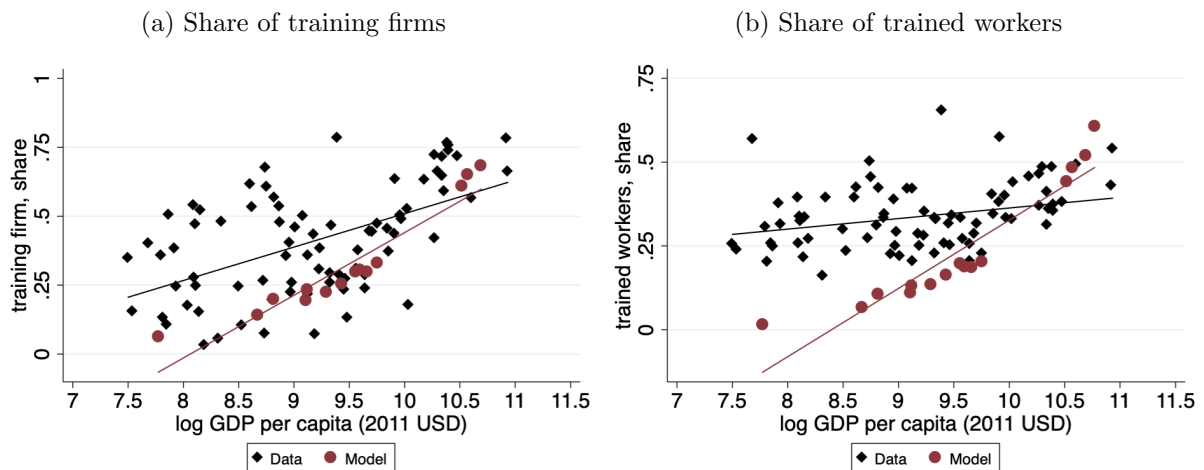 (a) Share of training firms
training firm, share
1
.75
.5
.25
0
7 7.5 8 8.5 9 9.5 10 10.5 11 11.5
log GDP per capita (2011 USD)
Data Model
(b) Share of trained workers
trained workers, share
.75
.5
.25
0
7 7.5 8 8.5 9 9.5 10 10.5 11 11.5
log GDP per capita (2011 USD)
Data Model